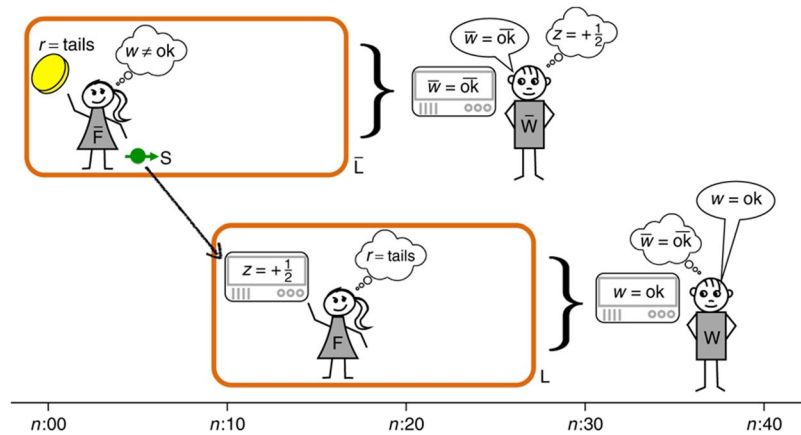 r = tails
w ≠ ok
F̄
S
L̄
w̄ = o̅k̅
w̄ = o̅k̅
z = +½
W̄
z = +½
r = tails
F
L
w̄ = o̅k̅
w = ok
w = ok
W
n:00 n:10 n:20 n:30 n:40